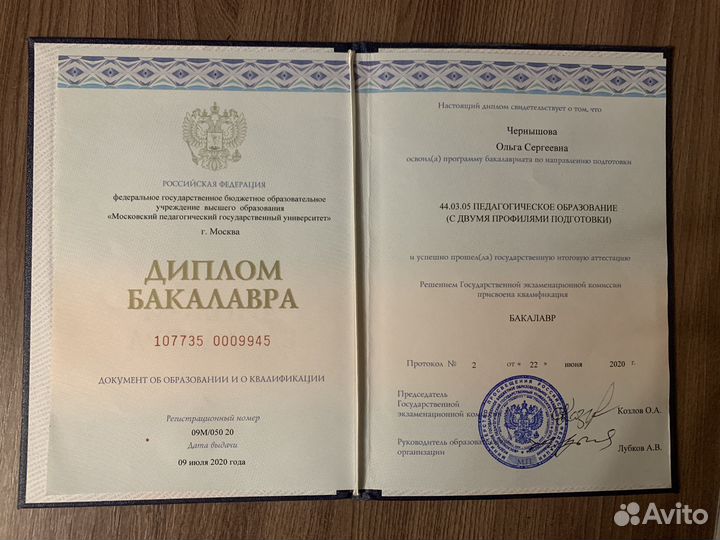 РОССИЙСКАЯ ФЕДЕРАЦИЯ
федеральное государственное бюджетное образовательное
учреждение высшего образования
«Московский педагогический государственный университет»
г. Москва
ДИПЛОМ
БАКАЛАВРА
107735 0009945
ДОКУМЕНТ ОБ ОБРАЗОВАНИИ И О КВАЛИФИКАЦИИ
Регистрационный номер
09М/050 20
Дата выдачи
09 июля 2020 года
Настоящий диплом свидетельствует о том, что
Чернышова
Ольга Сергеевна
освоил(а) программу бакалавриата по направлению подготовки
44.03.05 ПЕДАГОГИЧЕСКОЕ ОБРАЗОВАНИЕ
(С ДВУМЯ ПРОФИЛЯМИ ПОДГОТОВКИ)
и успешно прошел(ла) государственную итоговую аттестацию
Решением Государственной экзаменационной комиссии
присвоена квалификация
БАКАЛАВР
Протокол № 2 от « 22 » июня 2020 г.
Председатель
Государственной
экзаменационной Козлов О.А.
Руководитель
организации Лубков А.В.
М.П.
Avito